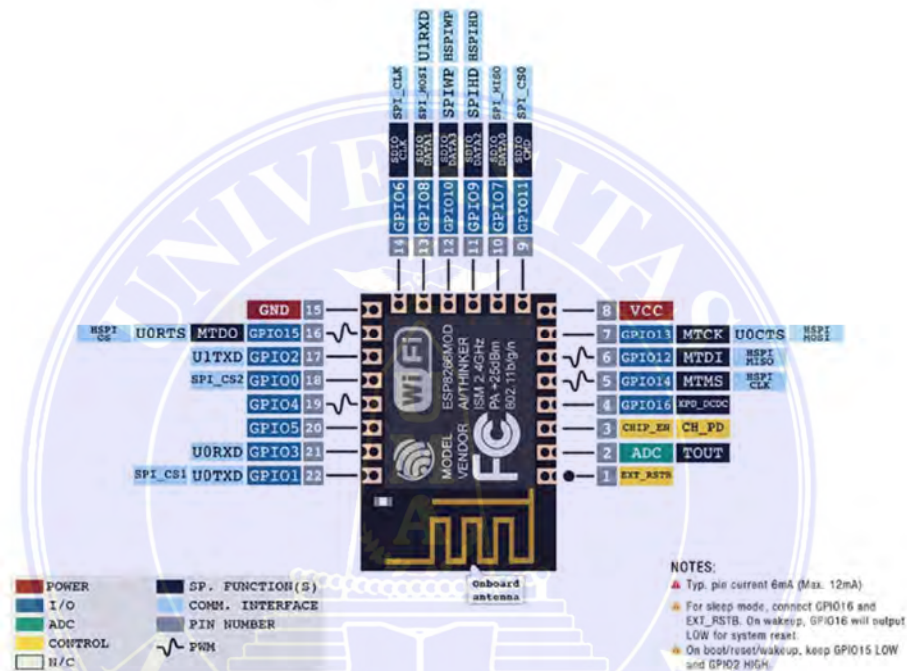 SPI_CLK
SPI_MOSI U1RXD
SPIWP HSPIWP
SPIHD HSPIHD
SPI_MISO
SPI_CS0
SDIO CLK
SDIO DATA1
SDIO DATA3
SDIO DATA2
SDIO DATA0
SDIO CMD
GPIO6 GPIO8 GPIO10 GPIO9 GPIO7 GPIO11
14 13 12 11 10 9
UNIVERSITAS
GND 15
HSPI CS U0RTS MTDO GPIO15 16
U1TXD GPIO2 17
SPI_CS2 GPIO0 18
GPIO4 19
GPIO5 20
U0RXD GPIO3 21
SPI_CS1 U0TXD GPIO1 22
WiFi
FC
MODEL ESP8266MOD
VENDOR AI/THINKER
ISM 2.4GHz
PA +25dBm
802.11b/g/n
8 VCC
7 GPIO13 MTCK U0CTS HSPI MOSI
6 GPIO12 MTDI HSPI MISO
5 GPIO14 MTMS HSPI CLK
4 GPIO16 XPD_DCDC
3 CHIP_EN CH_PD
2 ADC TOUT
1 EXT_RSTB
Onboard
antenna
POWER
I/O
ADC
CONTROL
N/C
SP. FUNCTION(S)
COMM. INTERFACE
PIN NUMBER
PWM
NOTES:
Typ. pin current 6mA (Max. 12mA)
For sleep mode, connect GPIO16 and
EXT_RSTB. On wakeup, GPIO16 will output
LOW for system reset.
On boot/reset/wakeup, keep GPIO15 LOW
and GPIO2 HIGH.